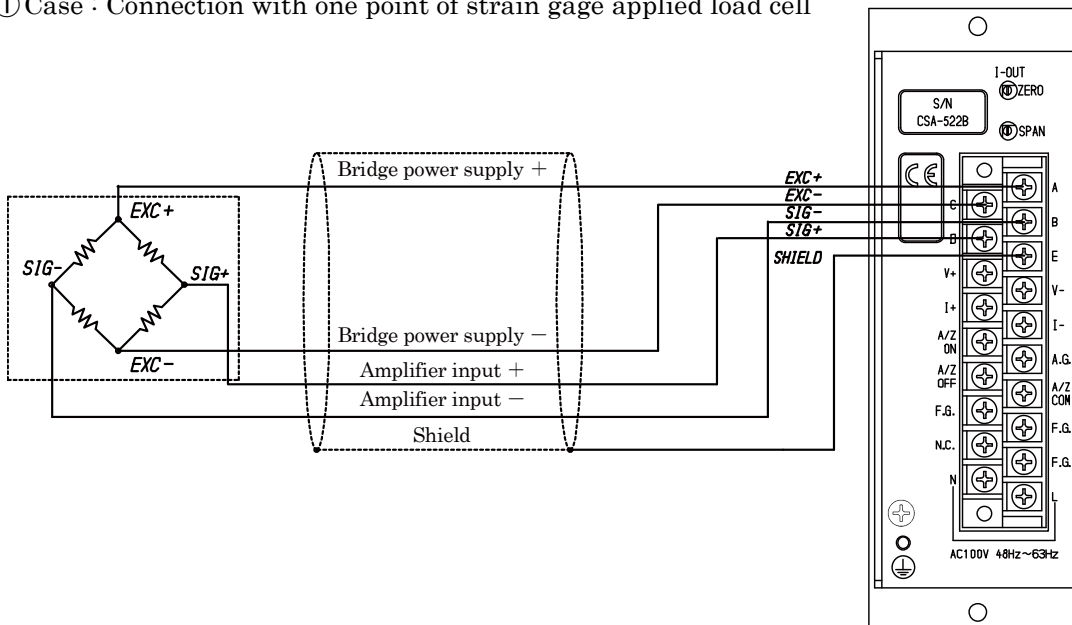 ① Case : Connection with one point of strain gage applied load cell
I-OUT
ZERO
S/N
CSA-522B
SPAN
CE
Bridge power supply +
EXC+
EXC-
SIG-
SIG+
SHIELD
EXC+
SIG-
SIG+
EXC-
Bridge power supply −
Amplifier input +
Amplifier input −
Shield
A
C
B
D
E
V+
V-
I+
I-
A/Z
ON
A.G.
A/Z
OFF
A/Z
COM
F.G.
F.G.
N.C.
F.G.
N
L
AC100V 48Hz~63Hz